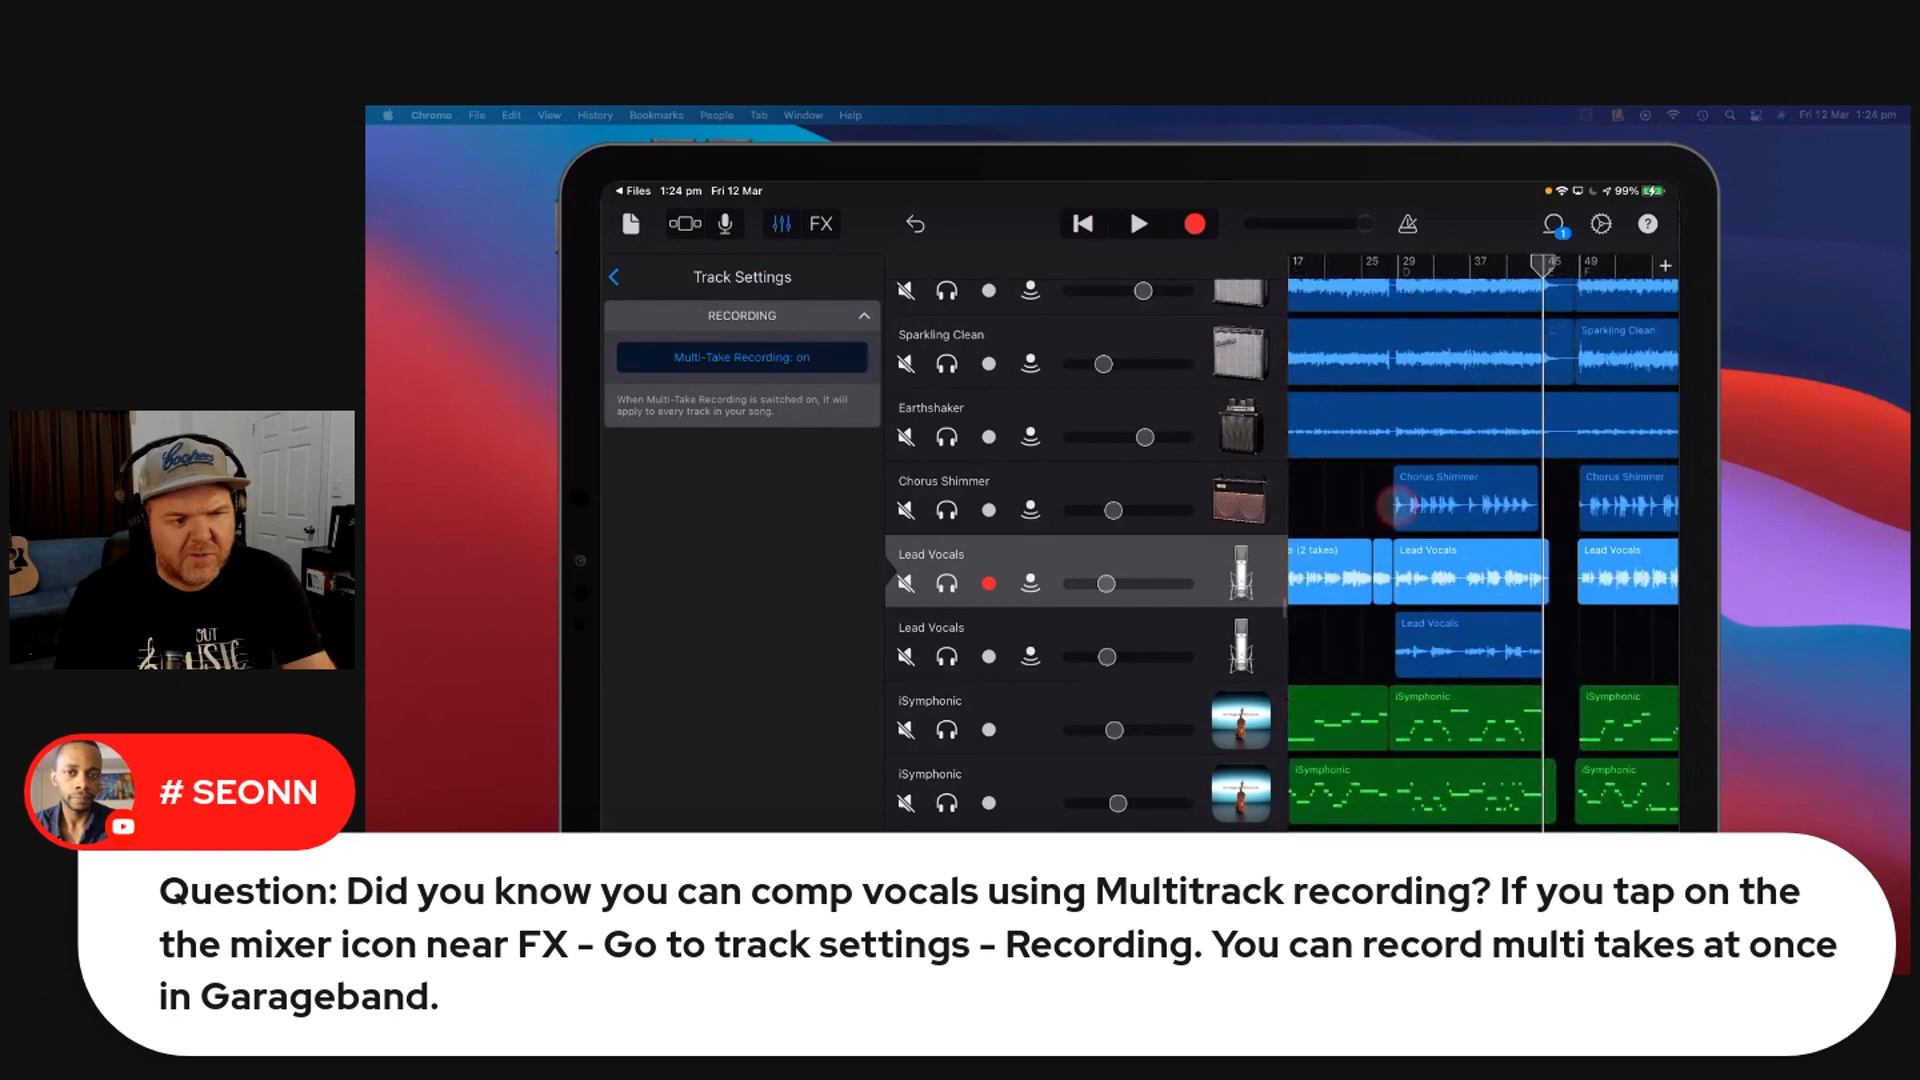 Chrome File Edit View History Bookmarks People Tab Window Help Fri 12 Mar 1:24 pm
Files 1:24 pm Fri 12 Mar 99%
FX 1 ?
Track Settings
RECORDING
Multi-Take Recording: on
When Multi-Take Recording is switched on, it will
apply to every track in your song.
17 25 29 37 45 49
D F
Sparkling Clean
Sparkling Clean
Earthshaker
Chorus Shimmer
Chorus Shimmer
Chorus Shimmer
Lead Vocals
s (2 takes)
Lead Vocals
Lead Vocals
Lead Vocals
Lead Vocals
iSymphonic
iSymphonic
iSymphonic
iSymphonic
iSymphonic
iSymphonic
Coopers
OUT
# SEONN
Question: Did you know you can comp vocals using Multitrack recording? If you tap on the
the mixer icon near FX - Go to track settings - Recording. You can record multi takes at once
in Garageband.